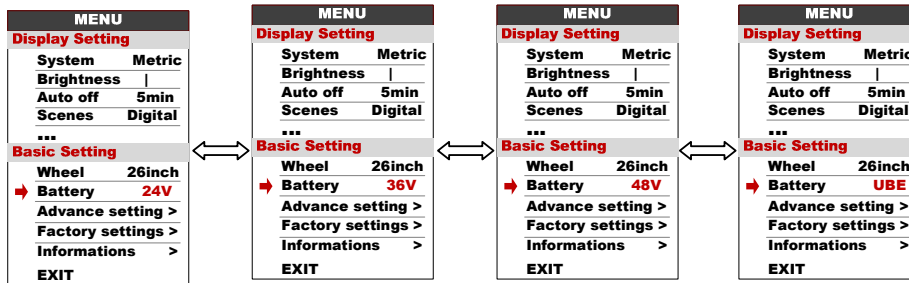 MENU
Display Setting
System Metric
Brightness |
Auto off 5min
Scenes Digital
...
Basic Setting
Wheel 26inch
Battery 24V
Advance setting >
Factory settings >
Informations >
EXIT
MENU
Display Setting
System Metric
Brightness |
Auto off 5min
Scenes Digital
...
Basic Setting
Wheel 26inch
Battery 36V
Advance setting >
Factory settings >
Informations >
EXIT
MENU
Display Setting
System Metric
Brightness |
Auto off 5min
Scenes Digital
...
Basic Setting
Wheel 26inch
Battery 48V
Advance setting >
Factory settings >
Informations >
EXIT
MENU
Display Setting
System Metric
Brightness |
Auto off 5min
Scenes Digital
...
Basic Setting
Wheel 26inch
Battery UBE
Advance setting >
Factory settings >
Informations >
EXIT